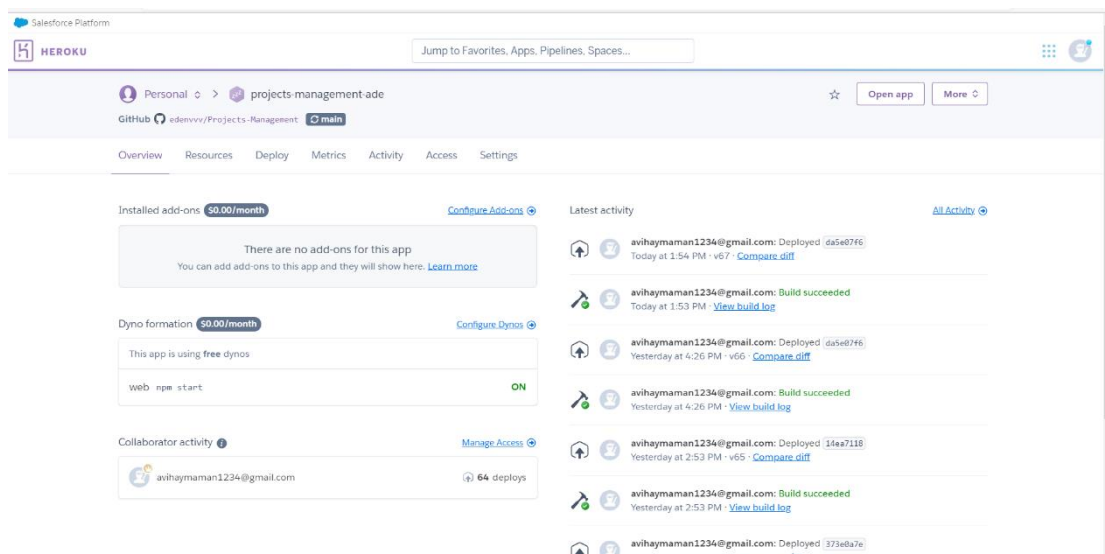 Salesforce Platform
HEROKU
Jump to Favorites, Apps, Pipelines, Spaces...
Personal > projects-management-ade
Open app
More
GitHub edenvvv/Projects-Management main
Overview Resources Deploy Metrics Activity Access Settings
Installed add-ons $0.00/month Configure Add-ons
There are no add-ons for this app
You can add add-ons to this app and they will show here. Learn more
Dyno formation $0.00/month Configure Dynos
This app is using free dynos
web npm start ON
Collaborator activity Manage Access
avihaymaman1234@gmail.com 64 deploys
Latest activity All Activity
avihaymaman1234@gmail.com: Deployed da5e07f6
Today at 1:54 PM · v67 · Compare diff
avihaymaman1234@gmail.com: Build succeeded
Today at 1:53 PM · View build log
avihaymaman1234@gmail.com: Deployed da5e07f6
Yesterday at 4:26 PM · v66 · Compare diff
avihaymaman1234@gmail.com: Build succeeded
Yesterday at 4:26 PM · View build log
avihaymaman1234@gmail.com: Deployed 14ea7118
Yesterday at 2:53 PM · v65 · Compare diff
avihaymaman1234@gmail.com: Build succeeded
Yesterday at 2:53 PM · View build log
avihaymaman1234@gmail.com: Deployed 373e0a7e